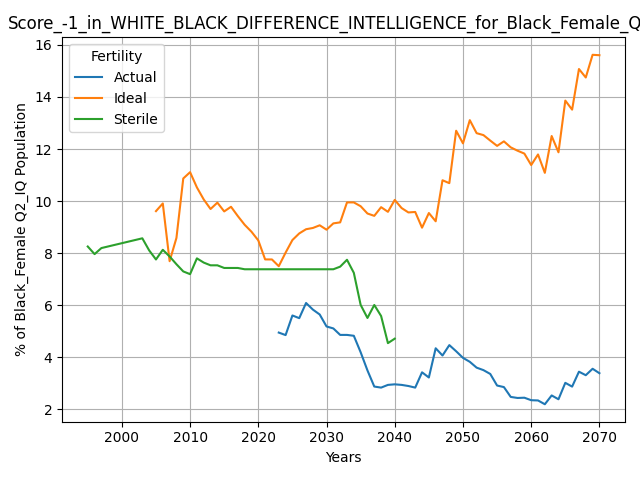 Score_-1_in_WHITE_BLACK_DIFFERENCE_INTELLIGENCE_for_Black_Female_Q
Fertility
Actual
Ideal
Sterile
16
14
12
10
8
6
4
2
% of Black_Female Q2_IQ Population
2000 2010 2020 2030 2040 2050 2060 2070
Years